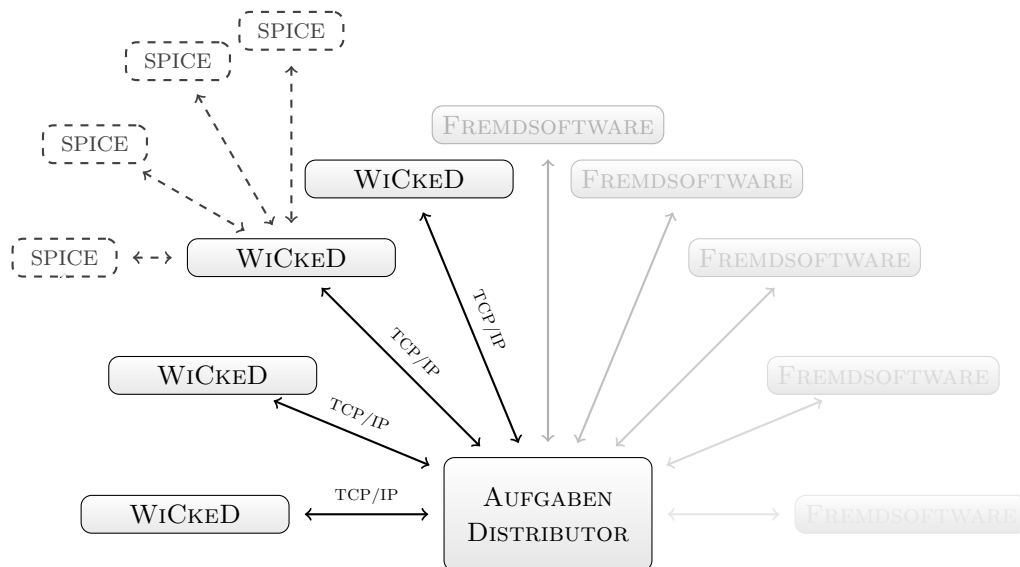 SPICE
SPICE
SPICE
SPICE
FREMDSOFTWARE
WICKED
FREMDSOFTWARE
WICKED
FREMDSOFTWARE
TCP/IP
TCP/IP
WICKED
FREMDSOFTWARE
TCP/IP
TCP/IP
WICKED
AUFGABEN
DISTRIBUTOR
FREMDSOFTWARE